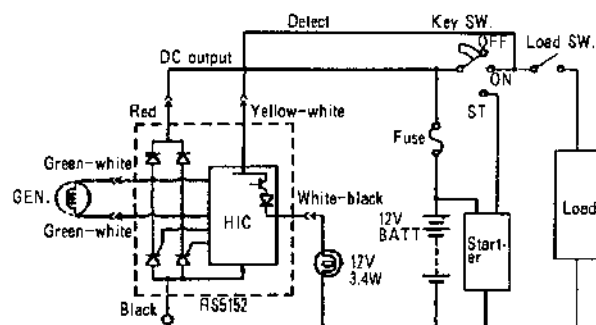 Detect
Key SW.
OFF
Load SW.
DC output
ON
Red
Yellow-white
ST
Fuse
Green-white
GEN.
White-black
HIC
Green-white
12V
BATT
Start-
er
Load
12V
3.4W
Black
RS5152